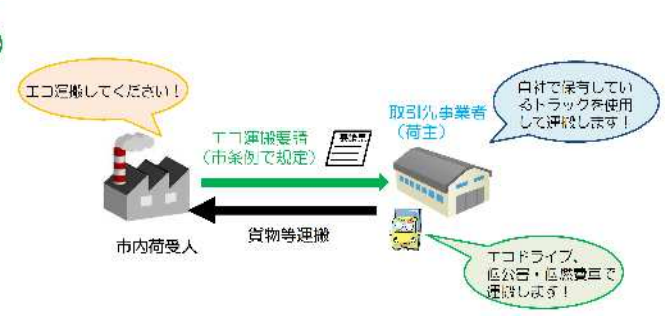 エコ運搬してください！
自社で保有してい
るトラックを使用
して運搬します！
取引先事業者
（荷主）
エコ運搬要請
（市条例で規定）
要請票
貨物等運搬
市内荷受人
エコドライブ、
低公害・低燃費車で
運搬します！